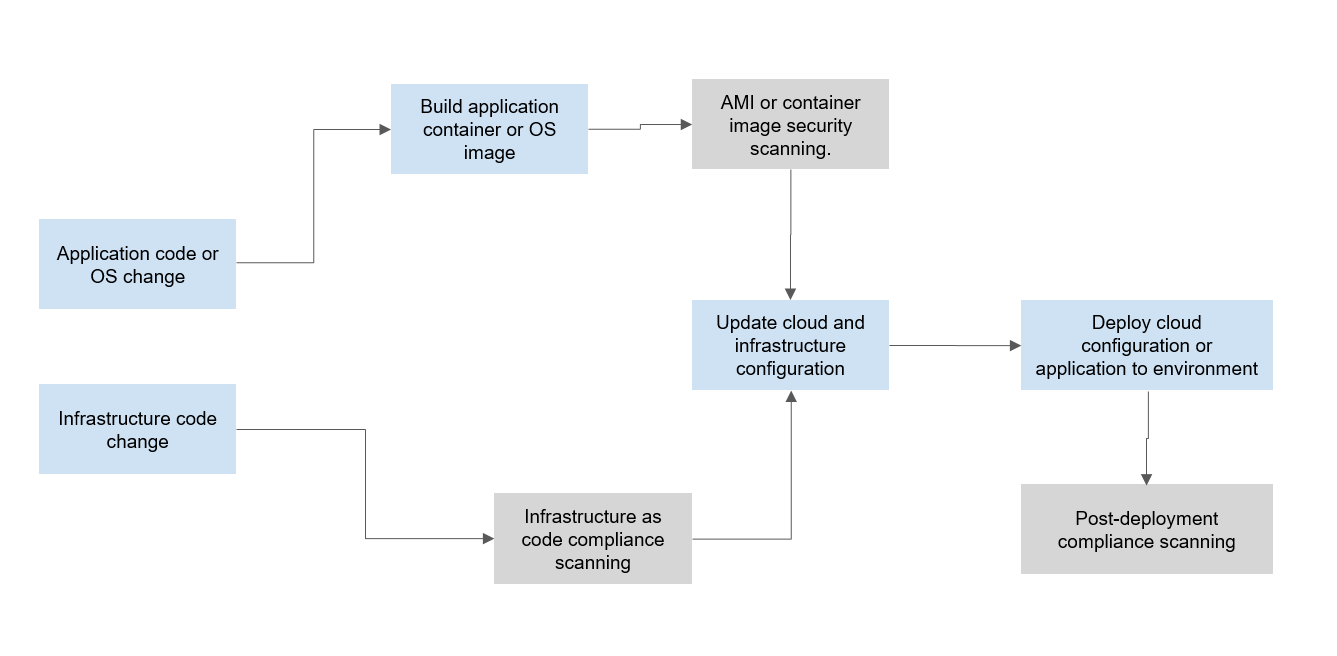 Build application
container or OS
image
AMI or container
image security
scanning.
Application code or
OS change
Update cloud and
infrastructure
configuration
Deploy cloud
configuration or
application to environment
Infrastructure code
change
Infrastructure as
code compliance
scanning
Post-deployment
compliance scanning